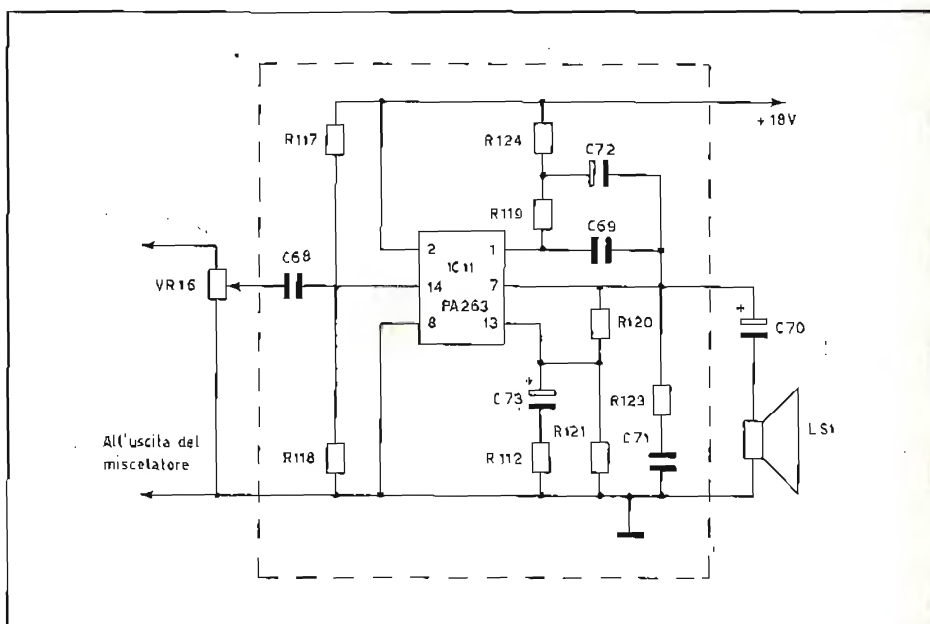 +18V
R117
R124
C72
R119
C69
C68
VR16
2
1
IC11
14
7
PA263
8
13
R120
C70
+
C73
+
R123
LS1
All'uscita del
miscelatore
R118
R112
R121
C71